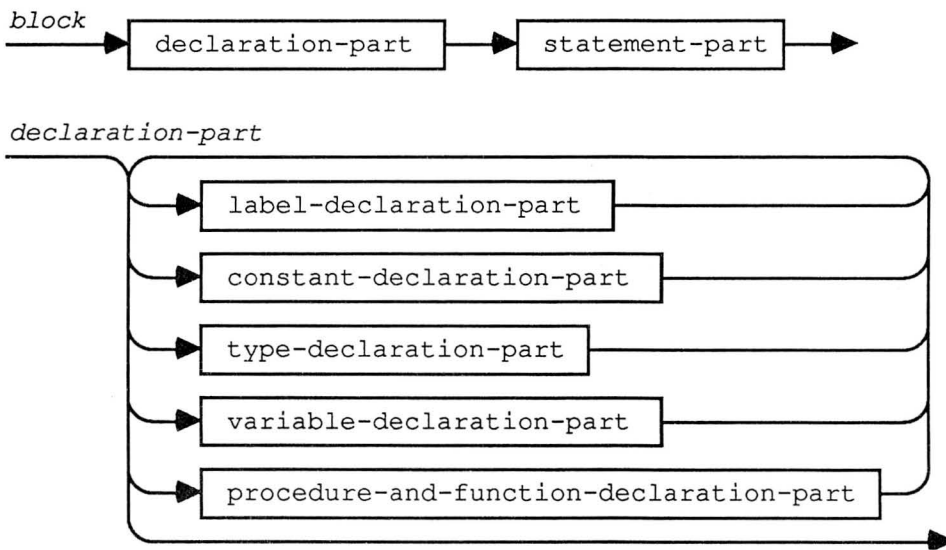 block
declaration-part statement-part
declaration-part
label-declaration-part
constant-declaration-part
type-declaration-part
variable-declaration-part
procedure-and-function-declaration-part